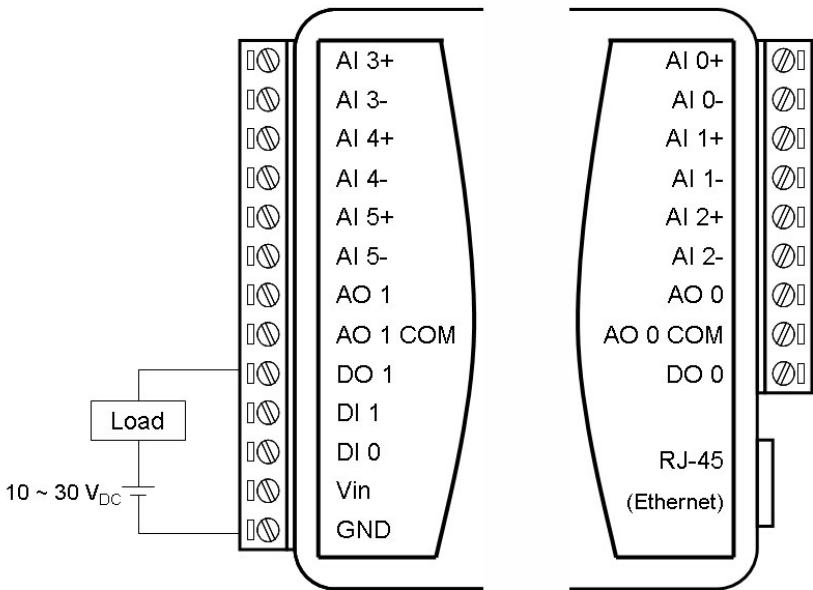 AI 3+
AI 3-
AI 4+
AI 4-
AI 5+
AI 5-
AO 1
AO 1 COM
DO 1
DI 1
DI 0
Vin
GND
Load
10 ~ 30 VDC
AI 0+
AI 0-
AI 1+
AI 1-
AI 2+
AI 2-
AO 0
AO 0 COM
DO 0
RJ-45
(Ethernet)